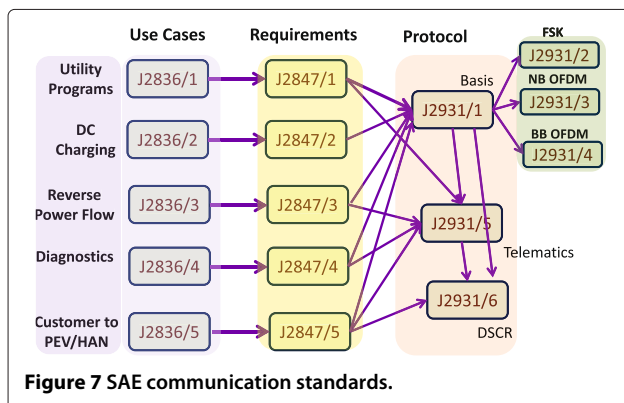 Use Cases
Requirements
Protocol
FSK
J2931/2
NB OFDM
J2931/3
BB OFDM
J2931/4
Utility
Programs
J2836/1
J2847/1
Basis
J2931/1
DC
Charging
J2836/2
J2847/2
Reverse
Power Flow
J2836/3
J2847/3
J2931/5
Telematics
Diagnostics
J2836/4
J2847/4
J2931/6
DSCR
Customer to
PEV/HAN
J2836/5
J2847/5
Figure 7 SAE communication standards.